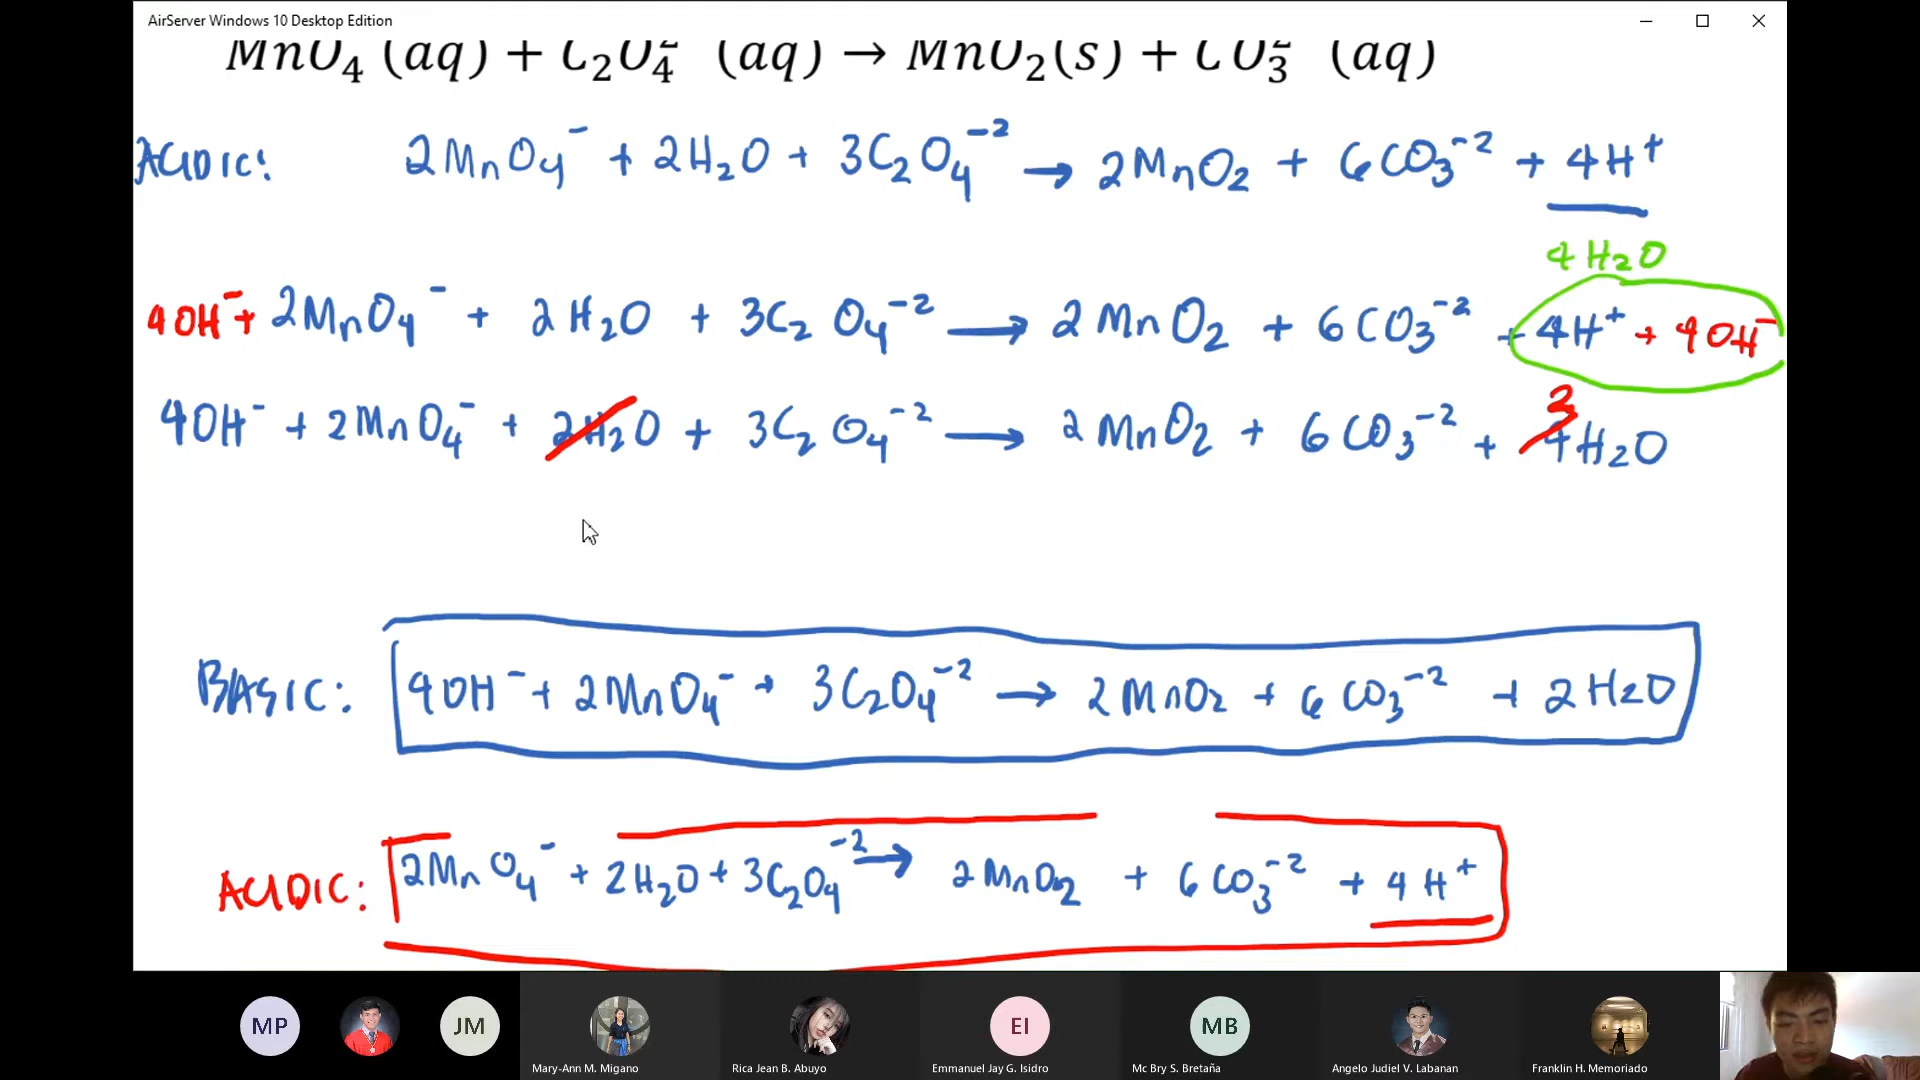 AirServer Windows 10 Desktop Edition
MnO₄⁻ (aq) + C₂O₄²⁻ (aq) → MnO₂(s) + CO₃²⁻ (aq)
ACIDIC: 2MnO₄⁻ + 2H₂O + 3C₂O₄⁻² → 2MnO₂ + 6CO₃⁻² + 4H⁺
4H₂O
4OH⁻ + 2MnO₄⁻ + 2H₂O + 3C₂O₄⁻² → 2MnO₂ + 6CO₃⁻² + 4H⁺ + 4OH⁻
2
4OH⁻ + 2MnO₄⁻ + 2H₂O + 3C₂O₄⁻² → 2MnO₂ + 6CO₃⁻² + 4H₂O
BASIC: 4OH⁻ + 2MnO₄⁻ + 3C₂O₄⁻² → 2MnO₂ + 6CO₃⁻² + 2H₂O
ACIDIC: 2MnO₄⁻ + 2H₂O + 3C₂O₄⁻² → 2MnO₂ + 6CO₃⁻² + 4H⁺
MP JM EI MB
Mary-Ann M. Migano Rica Jean B. Abuyo Emmanuel Jay G. Isidro Mc Bry S. Bretaña Angelo Judiel V. Labanan Franklin H. Memoriado